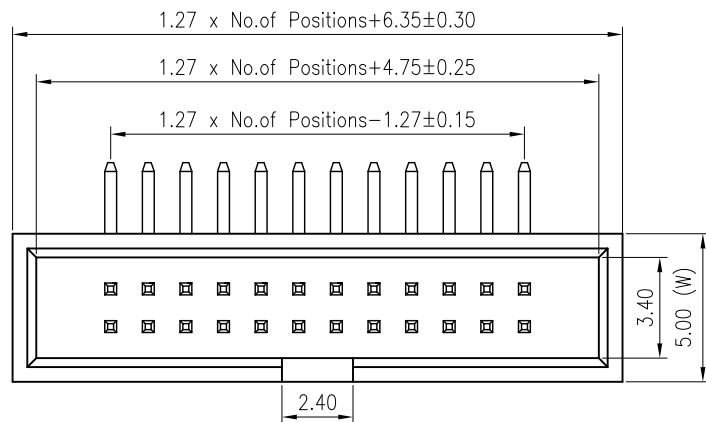 1.27 x No.of Positions+6.35±0.30
1.27 x No.of Positions+4.75±0.25
1.27 x No.of Positions-1.27±0.15
3.40
5.00 (W)
2.40